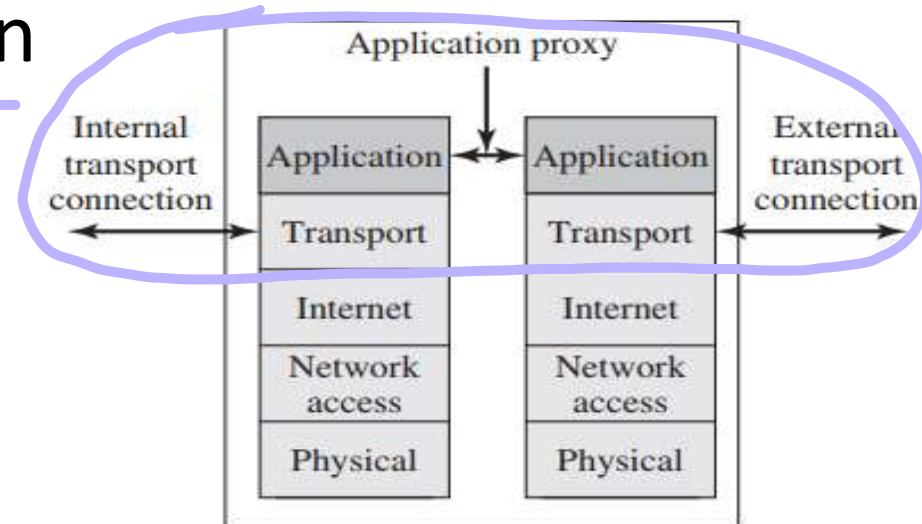 n
Application proxy
Internal
transport
connection
External
transport
connection
Application
Application
Transport
Transport
Internet
Internet
Network
access
Network
access
Physical
Physical